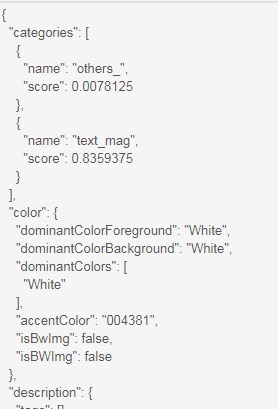 {
"categories": [
{
"name": "others_",
"score": 0.0078125
},
{
"name": "text_mag",
"score": 0.8359375
}
],
"color": {
"dominantColorForeground": "White",
"dominantColorBackground": "White",
"dominantColors": [
"White"
],
"accentColor": "004381",
"isBwImg": false,
"isBWImg": false
},
"description": {
"tags": [],